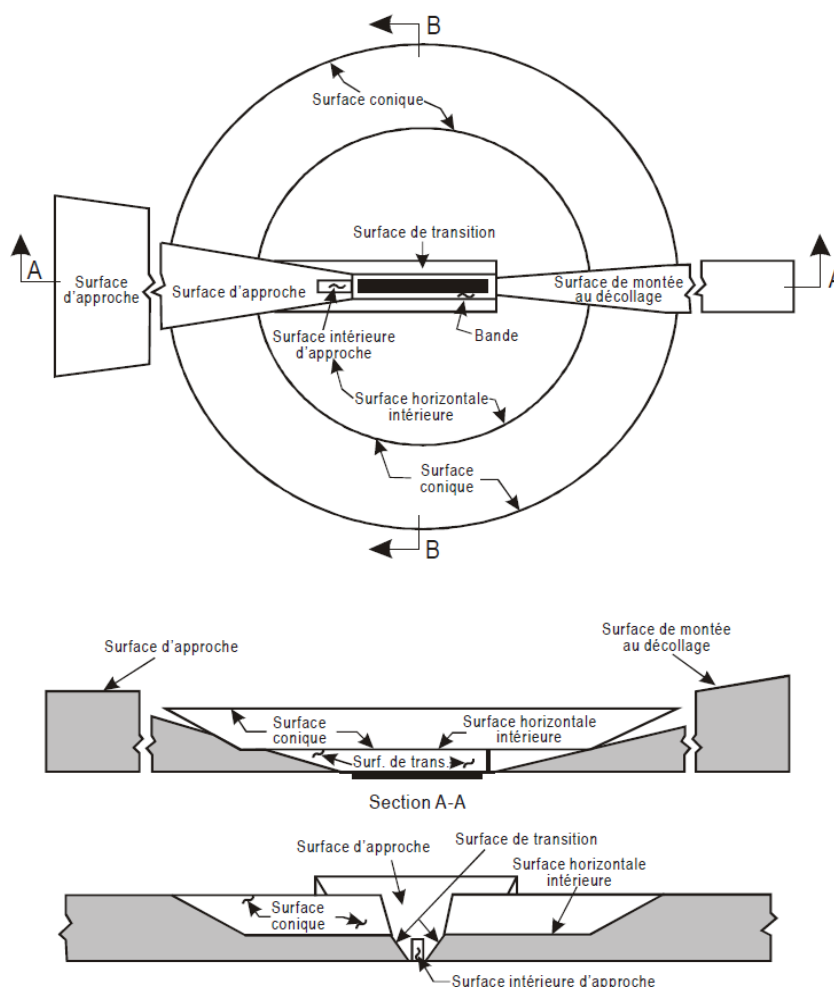 B
Surface conique
Surface de transition
A
Surface
d'approche
Surface d'approche
Surface de montée
au décollage
A
Surface intérieure
d'approche
Bande
Surface horizontale
intérieure
Surface
conique
B
Surface d'approche
Surface de montée
au décollage
Surface
conique
Surface horizontale
intérieure
Surf. de trans.
Section A-A
Surface d'approche
Surface de transition
Surface horizontale
intérieure
Surface
conique
Surface intérieure d'approche